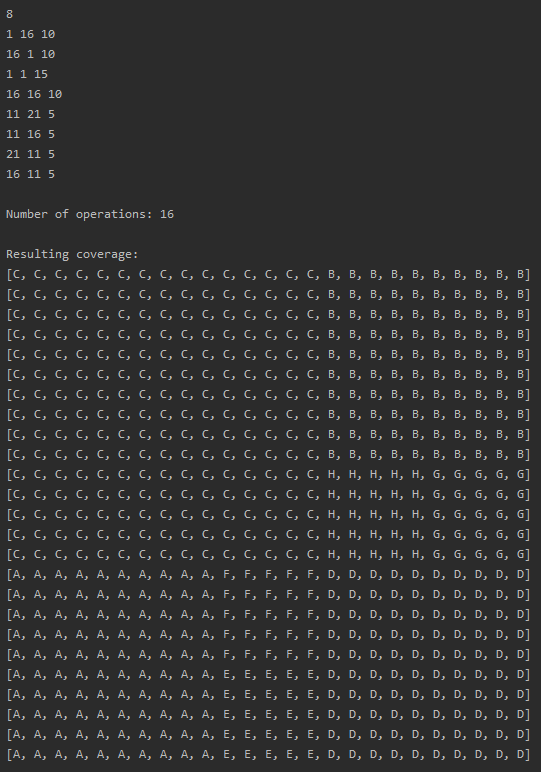 8
1 16 10
16 1 10
1 1 15
16 16 10
11 21 5
11 16 5
21 11 5
16 11 5
Number of operations: 16
Resulting coverage:
[C, C, C, C, C, C, C, C, C, C, C, C, C, C, C, B, B, B, B, B, B, B, B, B, B]
[C, C, C, C, C, C, C, C, C, C, C, C, C, C, C, B, B, B, B, B, B, B, B, B, B]
[C, C, C, C, C, C, C, C, C, C, C, C, C, C, C, B, B, B, B, B, B, B, B, B, B]
[C, C, C, C, C, C, C, C, C, C, C, C, C, C, C, B, B, B, B, B, B, B, B, B, B]
[C, C, C, C, C, C, C, C, C, C, C, C, C, C, C, B, B, B, B, B, B, B, B, B, B]
[C, C, C, C, C, C, C, C, C, C, C, C, C, C, C, B, B, B, B, B, B, B, B, B, B]
[C, C, C, C, C, C, C, C, C, C, C, C, C, C, C, B, B, B, B, B, B, B, B, B, B]
[C, C, C, C, C, C, C, C, C, C, C, C, C, C, C, B, B, B, B, B, B, B, B, B, B]
[C, C, C, C, C, C, C, C, C, C, C, C, C, C, C, B, B, B, B, B, B, B, B, B, B]
[C, C, C, C, C, C, C, C, C, C, C, C, C, C, C, B, B, B, B, B, B, B, B, B, B]
[C, C, C, C, C, C, C, C, C, C, C, C, C, C, C, H, H, H, H, H, G, G, G, G, G]
[C, C, C, C, C, C, C, C, C, C, C, C, C, C, C, H, H, H, H, H, G, G, G, G, G]
[C, C, C, C, C, C, C, C, C, C, C, C, C, C, C, H, H, H, H, H, G, G, G, G, G]
[C, C, C, C, C, C, C, C, C, C, C, C, C, C, C, H, H, H, H, H, G, G, G, G, G]
[C, C, C, C, C, C, C, C, C, C, C, C, C, C, C, H, H, H, H, H, G, G, G, G, G]
[A, A, A, A, A, A, A, A, A, A, F, F, F, F, F, D, D, D, D, D, D, D, D, D, D]
[A, A, A, A, A, A, A, A, A, A, F, F, F, F, F, D, D, D, D, D, D, D, D, D, D]
[A, A, A, A, A, A, A, A, A, A, F, F, F, F, F, D, D, D, D, D, D, D, D, D, D]
[A, A, A, A, A, A, A, A, A, A, F, F, F, F, F, D, D, D, D, D, D, D, D, D, D]
[A, A, A, A, A, A, A, A, A, A, F, F, F, F, F, D, D, D, D, D, D, D, D, D, D]
[A, A, A, A, A, A, A, A, A, A, E, E, E, E, E, D, D, D, D, D, D, D, D, D, D]
[A, A, A, A, A, A, A, A, A, A, E, E, E, E, E, D, D, D, D, D, D, D, D, D, D]
[A, A, A, A, A, A, A, A, A, A, E, E, E, E, E, D, D, D, D, D, D, D, D, D, D]
[A, A, A, A, A, A, A, A, A, A, E, E, E, E, E, D, D, D, D, D, D, D, D, D, D]
[A, A, A, A, A, A, A, A, A, A, E, E, E, E, E, D, D, D, D, D, D, D, D, D, D]